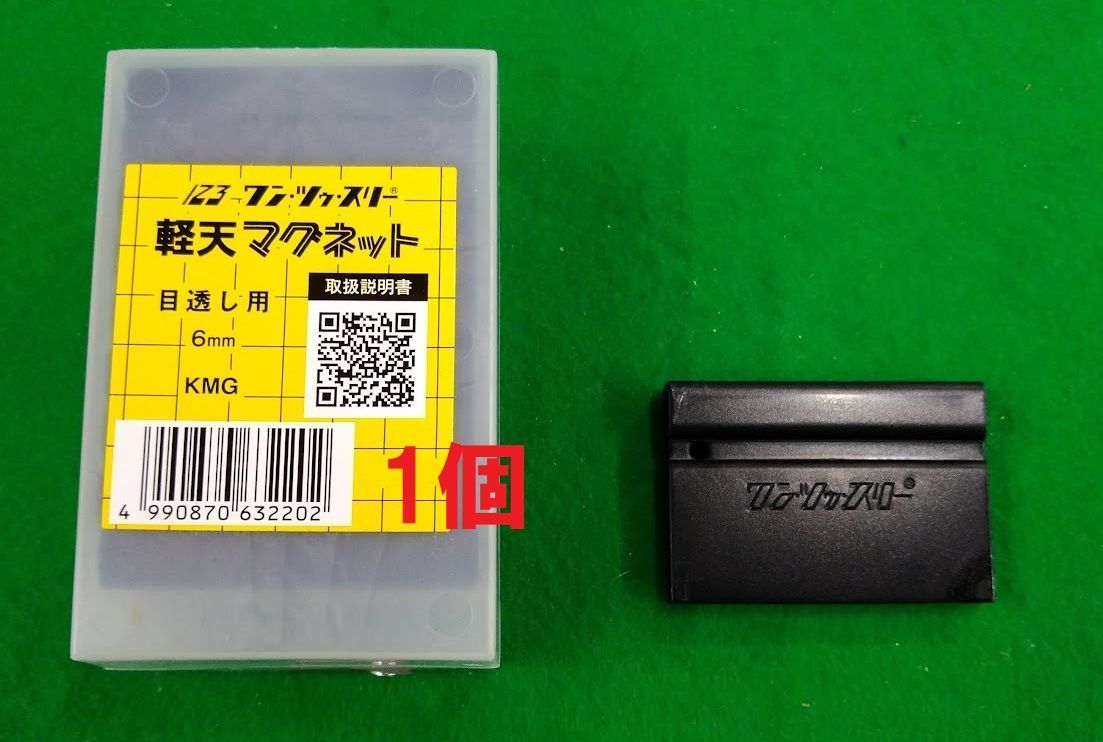 123 ワン・ツゥ・スリー®
軽天マグネット
目透し用
6mm
KMG
取扱説明書
4 990870 632202
1個
ワン・ツゥ・スリー®